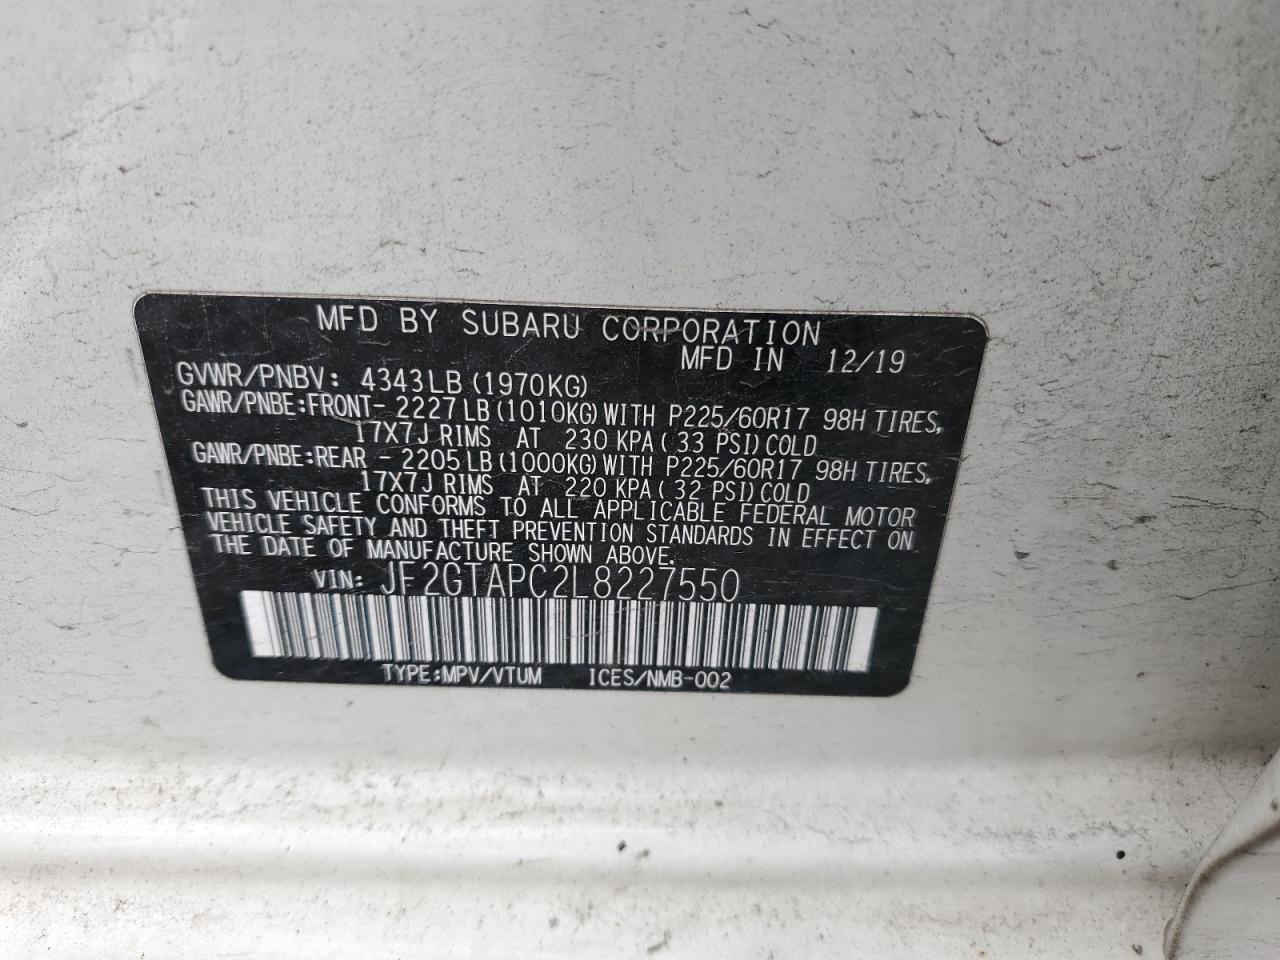 MFD BY SUBARU CORPORATION
MFD IN 12/19
GVWR/PNBV: 4343LB(1970KG)
GAWR/PNBE:FRONT- 2227LB(1010KG)WITH P225/60R17 98H TIRES,
17X7J RIMS AT 230 KPA( 33 PSI)COLD
GAWR/PNBE:REAR - 2205LB(1000KG)WITH P225/60R17 98H TIRES,
17X7J RIMS AT 220 KPA( 32 PSI)COLD
THIS VEHICLE CONFORMS TO ALL APPLICABLE FEDERAL MOTOR
VEHICLE SAFETY AND THEFT PREVENTION STANDARDS IN EFFECT ON
THE DATE OF MANUFACTURE SHOWN ABOVE.
VIN: JF2GTAPC2L8227550
TYPE:MPV/VTUM ICES/NMB-002